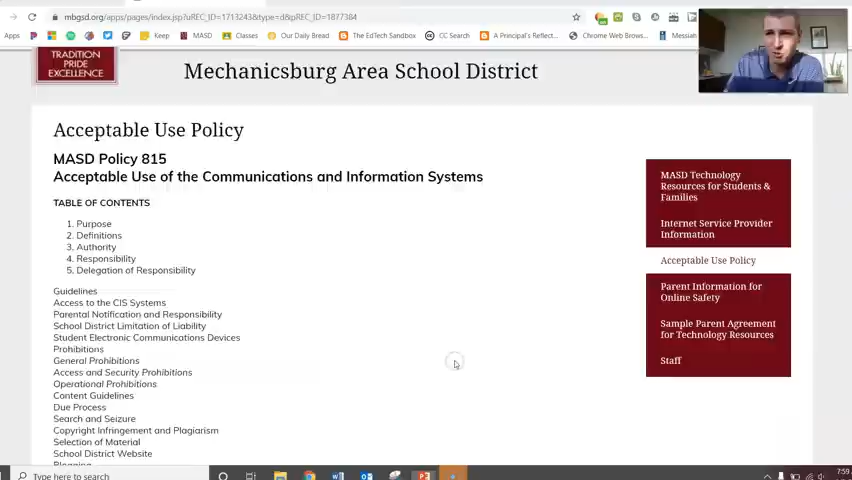 mbgsd.org/apps/pages/index.jsp?uREC_ID=1713243&type=d&pREC_ID=1877384
Apps
Keep
MASD
Classes
Our Daily Bread
The EdTech Sandbox
CC Search
A Principal's Reflect...
Chrome Web Brows...
Messiah
TRADITION
PRIDE
EXCELLENCE
Mechanicsburg Area School District
Acceptable Use Policy
MASD Policy 815
Acceptable Use of the Communications and Information Systems
TABLE OF CONTENTS
1. Purpose
2. Definitions
3. Authority
4. Responsibility
5. Delegation of Responsibility
Guidelines
Access to the CIS Systems
Parental Notification and Responsibility
School District Limitation of Liability
Student Electronic Communications Devices
Prohibitions
General Prohibitions
Access and Security Prohibitions
Operational Prohibitions
Content Guidelines
Due Process
Search and Seizure
Copyright Infringement and Plagiarism
Selection of Material
School District Website
Blogging
MASD Technology
Resources for Students &
Families
Internet Service Provider
Information
Acceptable Use Policy
Parent Information for
Online Safety
Sample Parent Agreement
for Technology Resources
Staff
Type here to search
7:59